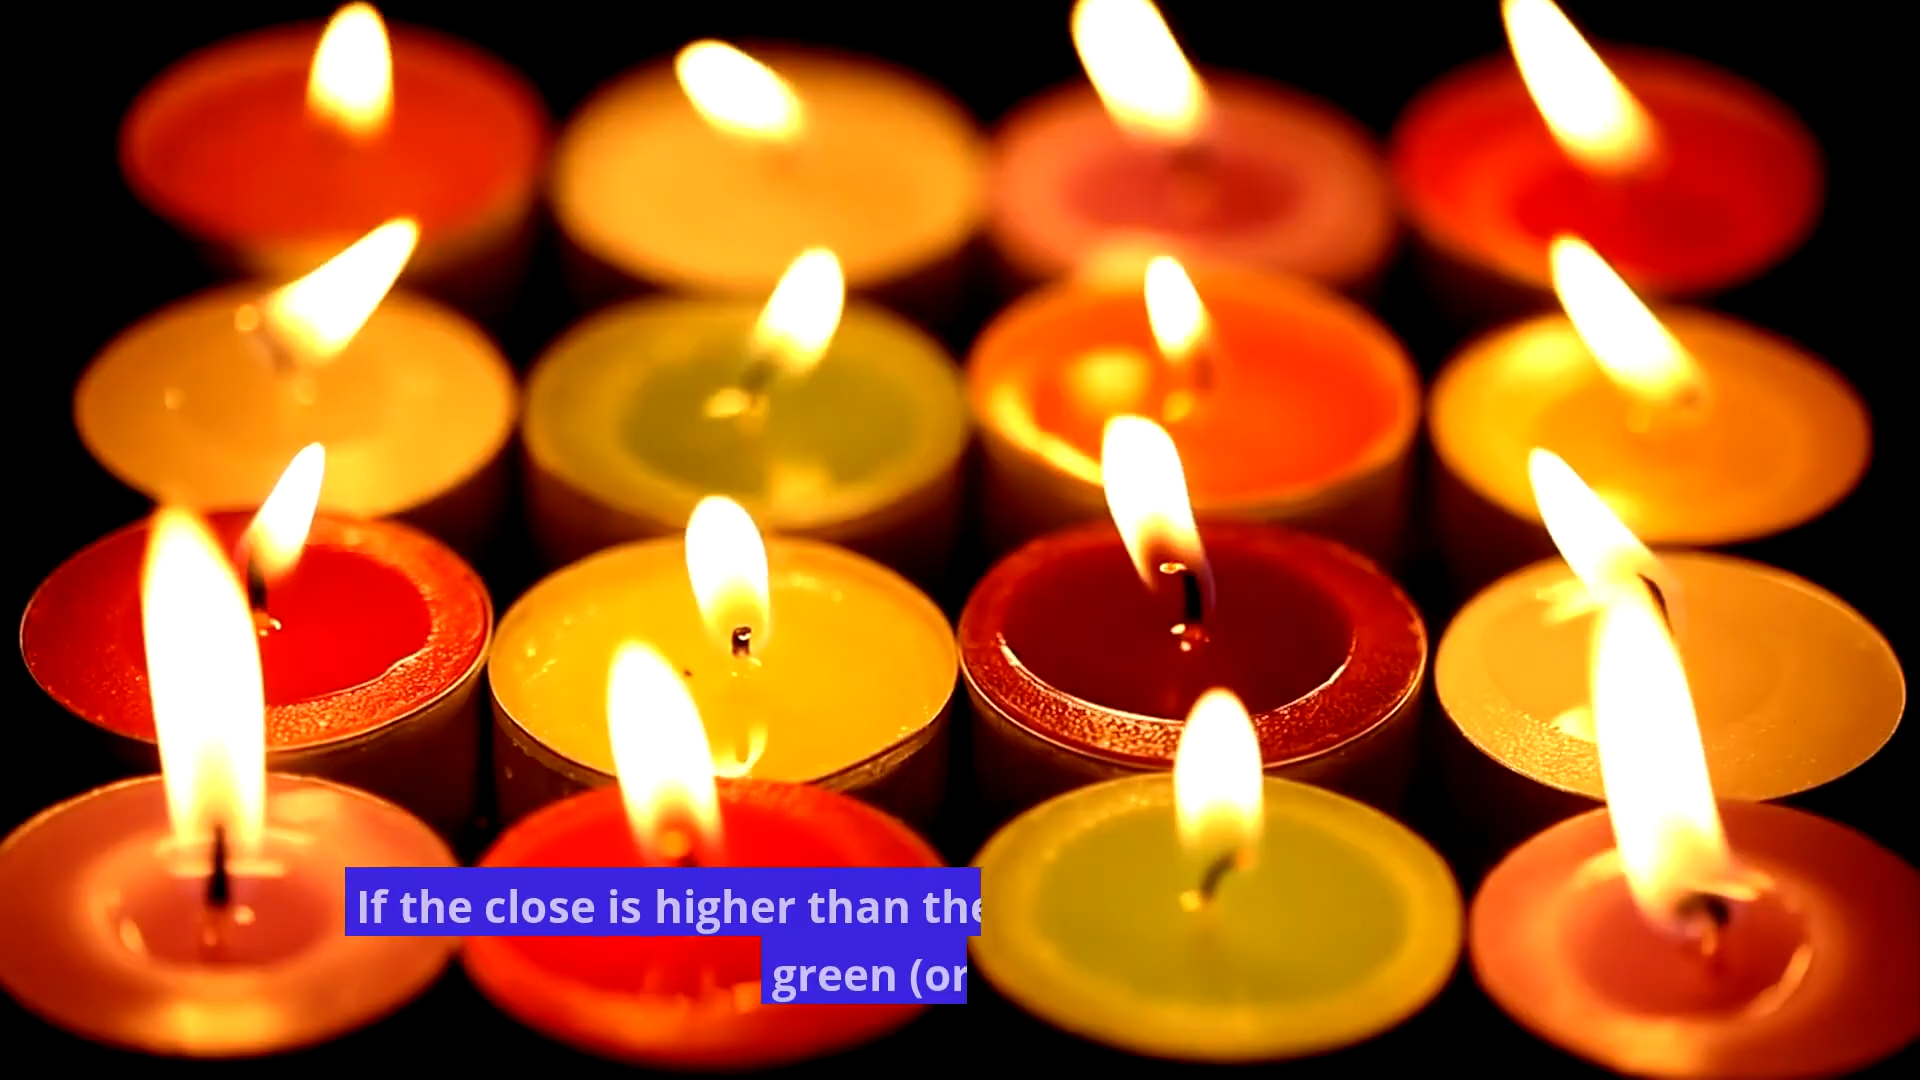 If the close is higher than the
green (or